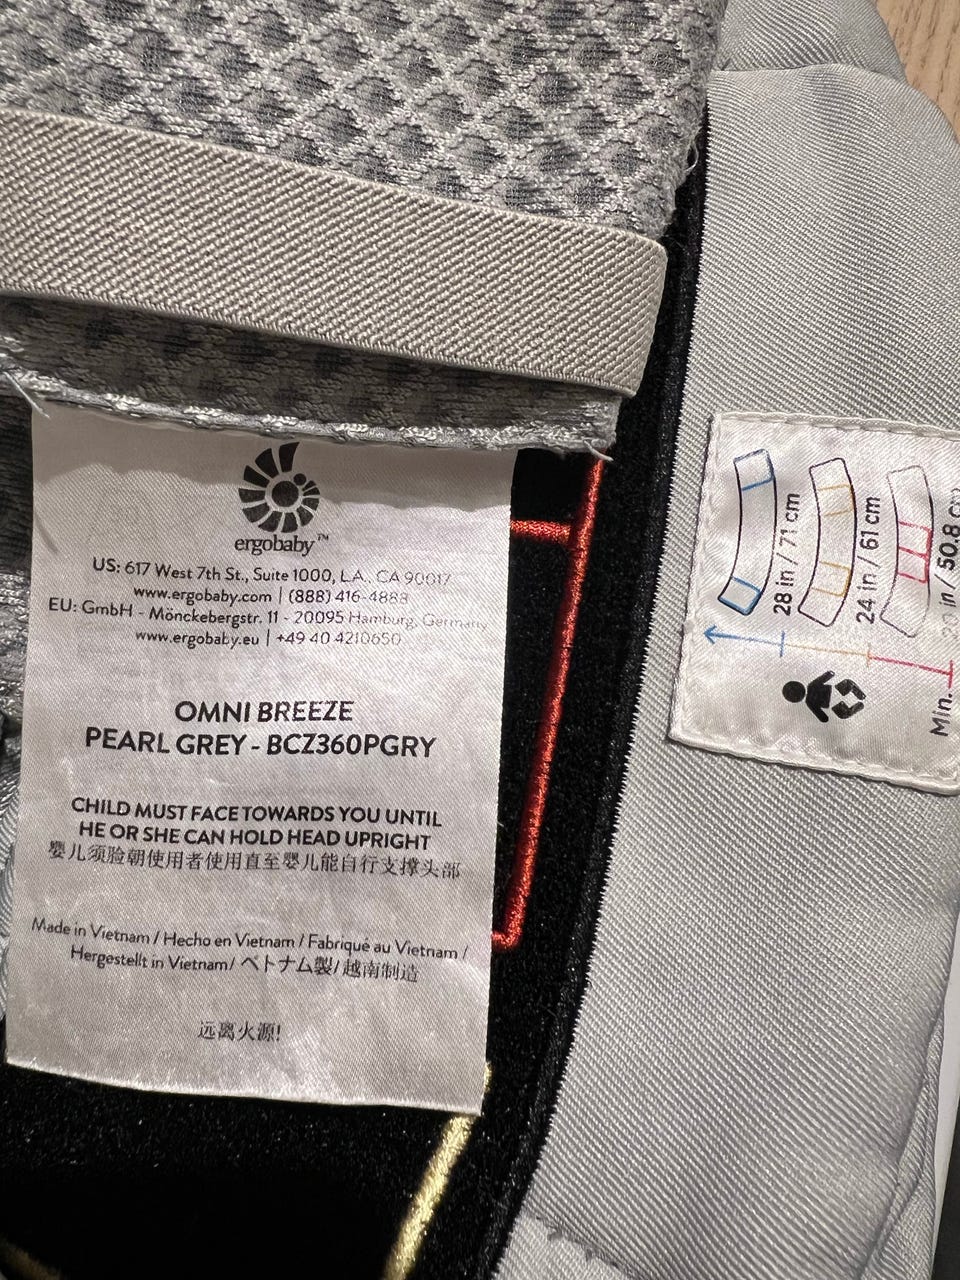 ergobaby™
US: 617 West 7th St., Suite 1000, L.A., CA 90017
www.ergobaby.com | (888) 416-4888
EU: GmbH - Mönckebergstr. 11 - 20095 Hamburg, Germany
www.ergobaby.eu | +49 40 4210650
OMNI BREEZE
PEARL GREY - BCZ360PGRY
CHILD MUST FACE TOWARDS YOU UNTIL
HE OR SHE CAN HOLD HEAD UPRIGHT
婴儿须脸朝使用者使用直至婴儿能自行支撑头部
Made in Vietnam / Hecho en Vietnam / Fabriqué au Vietnam /
Hergestellt in Vietnam / ベトナム製/ 越南制造
远离火源!
28 in / 71 cm
24 in / 61 cm
Min. 20 in / 50.8 cm